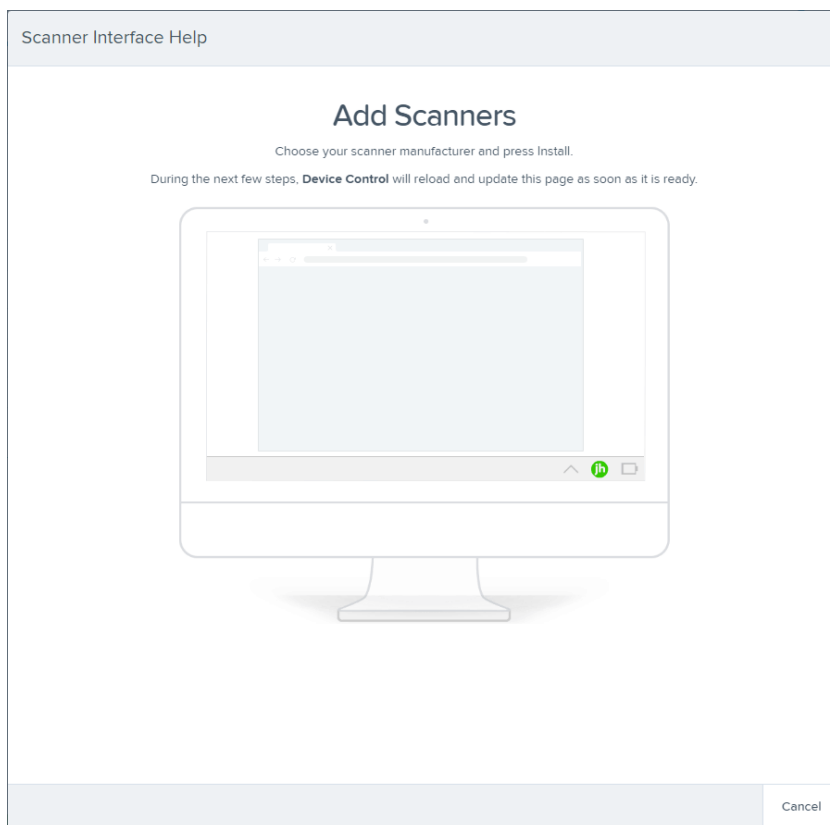 Scanner Interface Help
Add Scanners
Choose your scanner manufacturer and press Install.
During the next few steps, Device Control will reload and update this page as soon as it is ready.
jh
Cancel